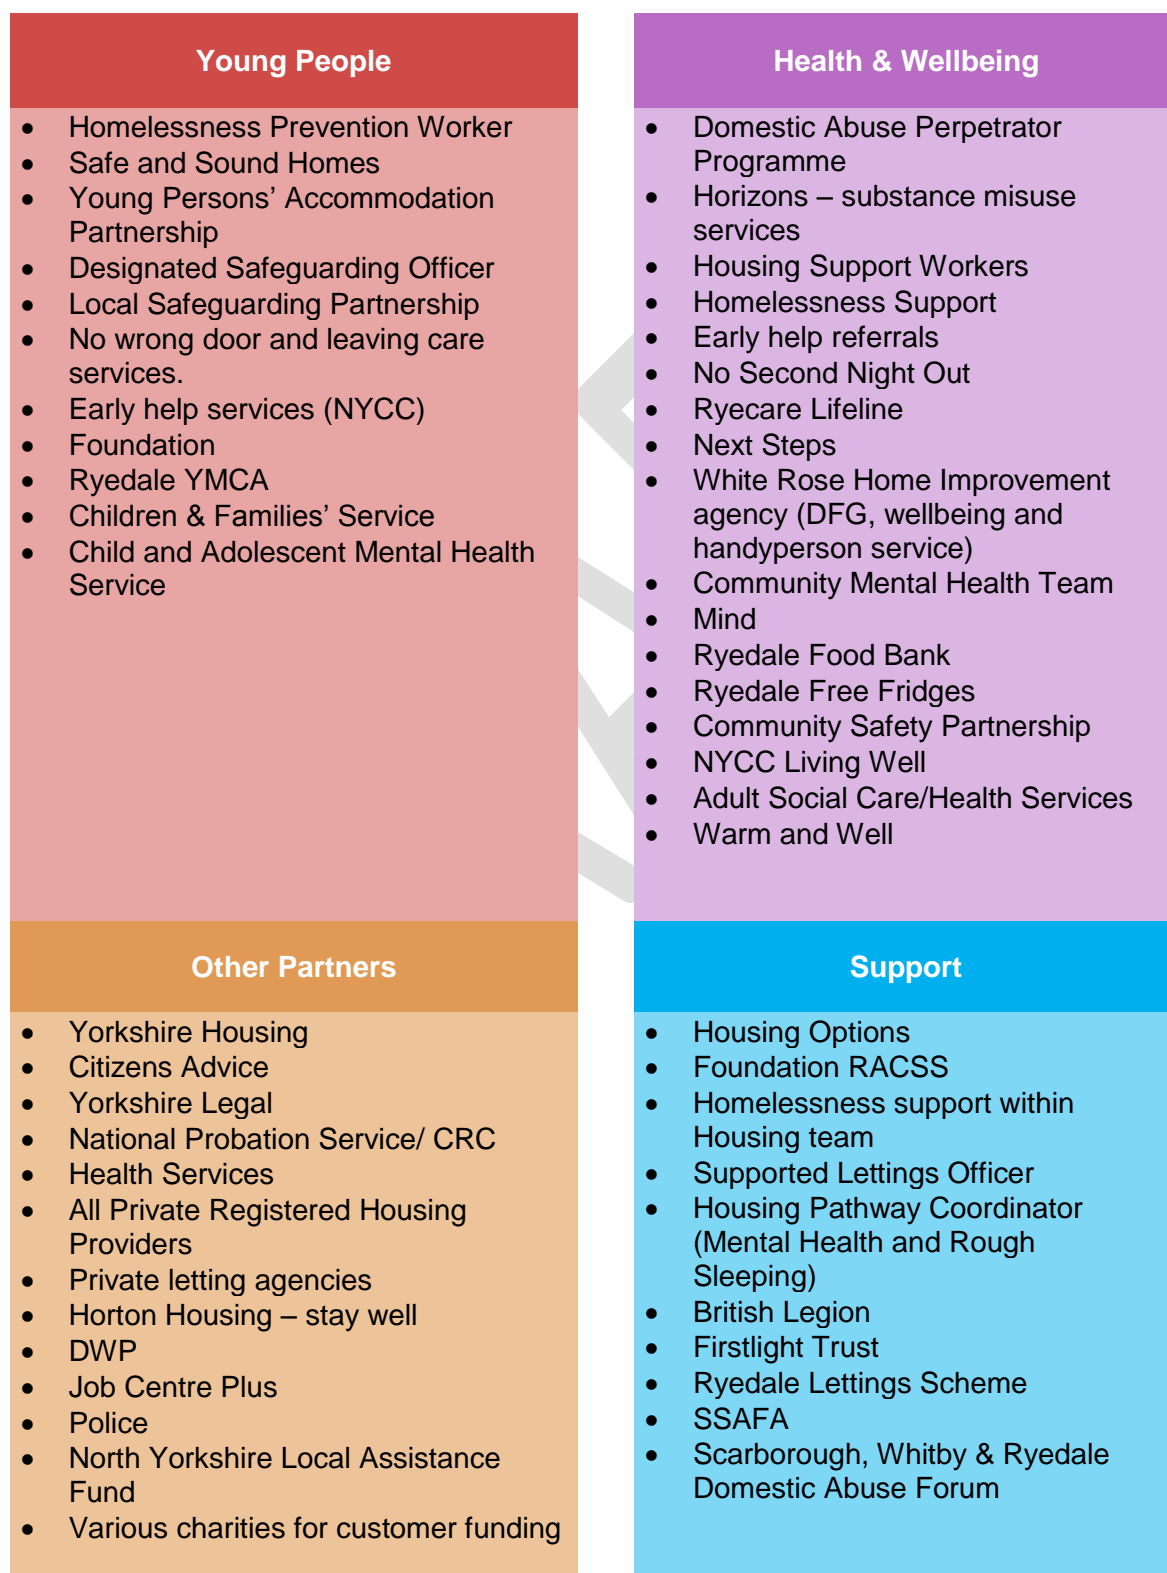 Young People
• Homelessness Prevention Worker
• Safe and Sound Homes
• Young Persons’ Accommodation
Partnership
• Designated Safeguarding Officer
• Local Safeguarding Partnership
• No wrong door and leaving care
services.
• Early help services (NYCC)
• Foundation
• Ryedale YMCA
• Children & Families’ Service
• Child and Adolescent Mental Health
Service
Health & Wellbeing
• Domestic Abuse Perpetrator
Programme
• Horizons – substance misuse
services
• Housing Support Workers
• Homelessness Support
• Early help referrals
• No Second Night Out
• Ryecare Lifeline
• Next Steps
• White Rose Home Improvement
agency (DFG, wellbeing and
handyperson service)
• Community Mental Health Team
• Mind
• Ryedale Food Bank
• Ryedale Free Fridges
• Community Safety Partnership
• NYCC Living Well
• Adult Social Care/Health Services
• Warm and Well
Other Partners
• Yorkshire Housing
• Citizens Advice
• Yorkshire Legal
• National Probation Service/ CRC
• Health Services
• All Private Registered Housing
Providers
• Private letting agencies
• Horton Housing – stay well
• DWP
• Job Centre Plus
• Police
• North Yorkshire Local Assistance
Fund
• Various charities for customer funding
Support
• Housing Options
• Foundation RACSS
• Homelessness support within
Housing team
• Supported Lettings Officer
• Housing Pathway Coordinator
(Mental Health and Rough
Sleeping)
• British Legion
• Firstlight Trust
• Ryedale Lettings Scheme
• SSAFA
• Scarborough, Whitby & Ryedale
Domestic Abuse Forum